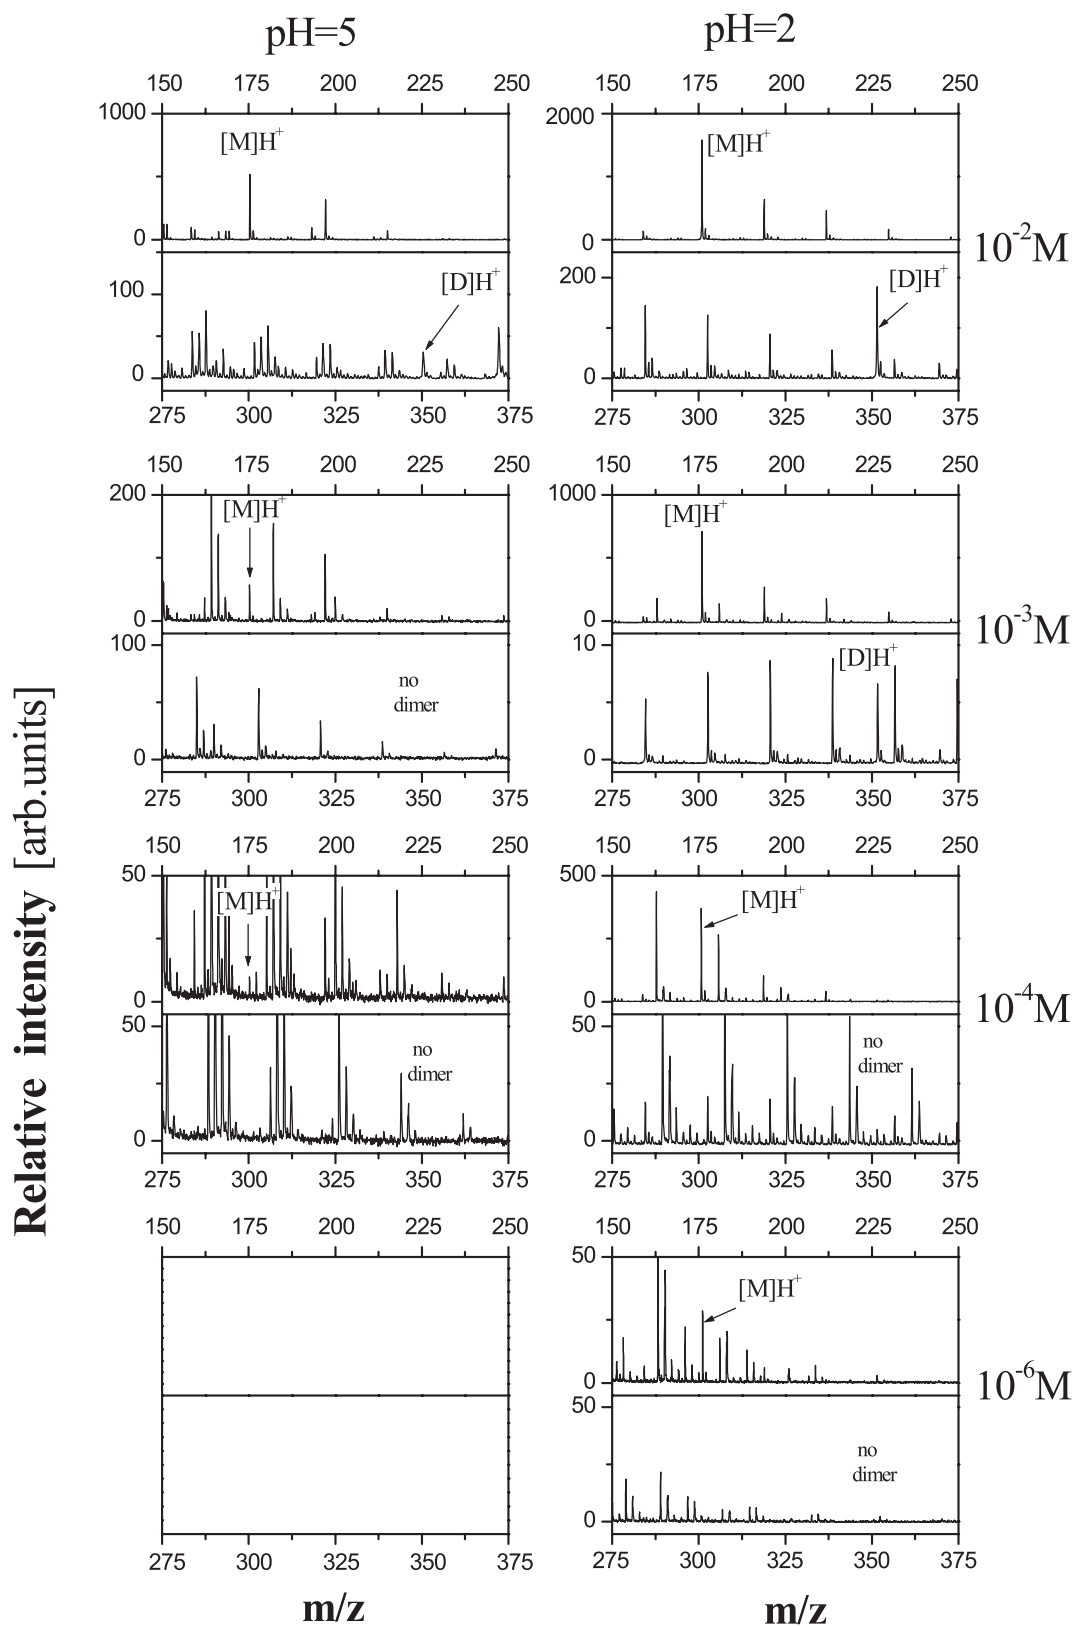 pH=5 pH=2
150 175 200 225 250 150 175 200 225 250
1000 2000
[M]H+ [M]H+
0 0
10-2M
[D]H+ [D]H+
100 200
0 0
275 325 350 375 275 300 325 350 375
150 175 200 225 250 150 175 200 225 250
200 1000
[M]H+ [M]H+
0 0
10-3M
100 10
[D]H+
no
dimer
0 0
275 300 325 350 375 275 300 325 350 375
150 175 200 225 250 150 175 200 225 250
50 500
[M]H+ [M]H+
0 0
10-4M
50 50
no no
dimer dimer
0 0
275 300 325 350 375 275 300 325 350 375
150 175 200 225 250 150 175 200 225 250
50
[M]H+
0
10-6M
50
no
dimer
0
275 300 325 350 375 275 300 325 350 375
m/z m/z
Relative intensity [arb.units]